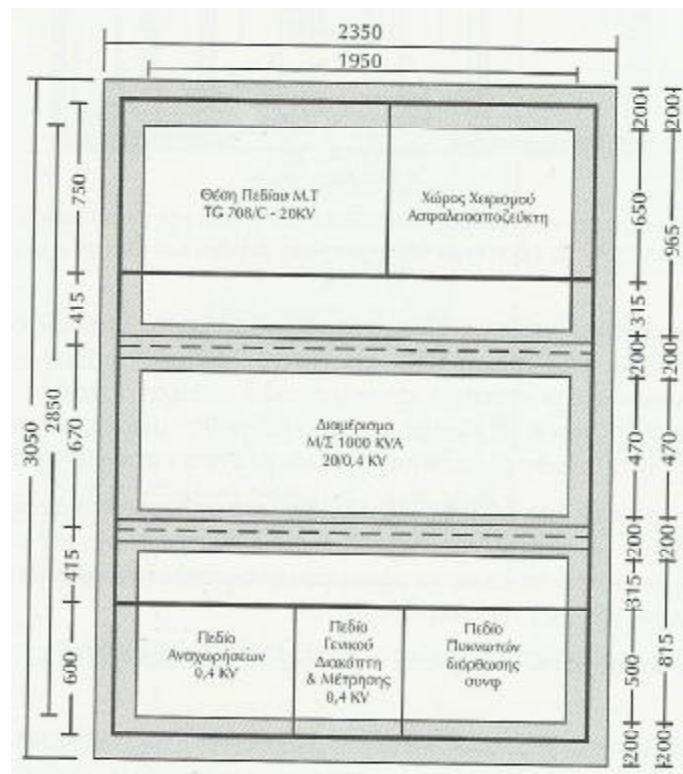 2350
1950
200
200
750
Θέση Πεδίου Μ.Τ
TG 708/C - 20KV
Χώρος Χειρισμού
Ασφαλειοαποζεύκτη
650
965
415
315
200
200
3050
2850
670
Διαμέρισμα
Μ/Σ 1000 KVA
20/0,4 KV
470
470
200
200
415
315
Πεδίο
Αναχωρήσεων
0,4 KV
Πεδίο
Γενικού
Διακόπτη
& Μέτρησης
0,4 KV
Πεδίο
Πυκνωτών
διόρθωσης
συνφ
600
500
815
200
200